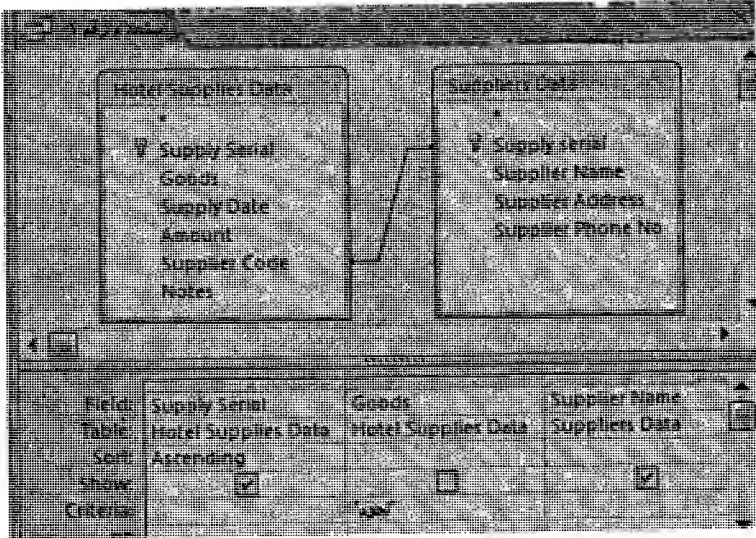 Hotel Supplies Data
*
Supply Serial
Goods
Supply Date
Amount
Supplier Code
Notes
Suppliers Data
*
Supply serial
Supplier Name
Supplier Address
Supplier Phone No
Field: Supply Serial Goods Supplier Name
Table: Hotel Supplies Data Hotel Supplies Data Suppliers Data
Sort: Ascending
Show:
Criteria: